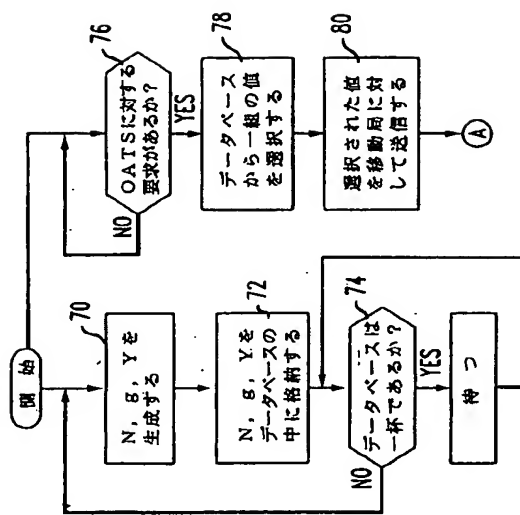 開始
70
N, g, Yを
生成する
72
N, g, Yを
データベースの
中に格納する
74
データベースは
一杯であるか?
NO
YES
待つ
76
OATSに対する
要求があるか?
NO
YES
78
データベース
から一組の値
を選択する
80
選択された値
を移動局に対
して送信する
A